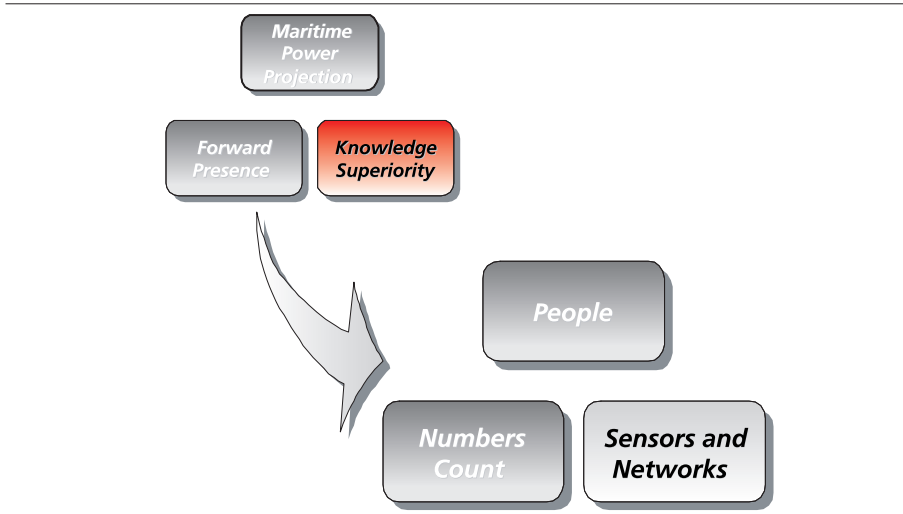 Maritime
Power
Projection
Forward
Presence
Knowledge
Superiority
People
Numbers
Count
Sensors and
Networks